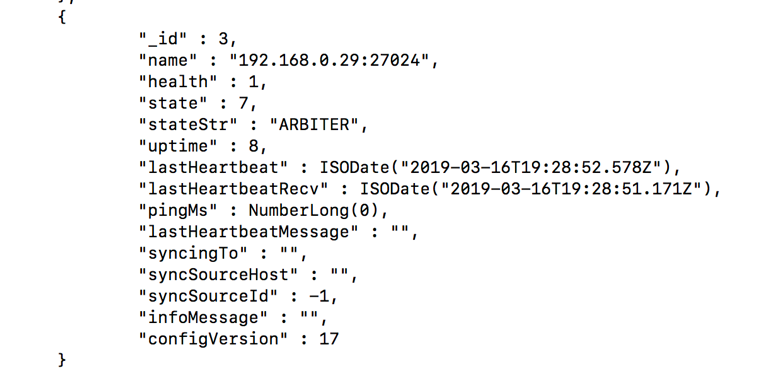 },
{
"_id" : 3,
"name" : "192.168.0.29:27024",
"health" : 1,
"state" : 7,
"stateStr" : "ARBITER",
"uptime" : 8,
"lastHeartbeat" : ISODate("2019-03-16T19:28:52.578Z"),
"lastHeartbeatRecv" : ISODate("2019-03-16T19:28:51.171Z"),
"pingMs" : NumberLong(0),
"lastHeartbeatMessage" : "",
"syncingTo" : "",
"syncSourceHost" : "",
"syncSourceId" : -1,
"infoMessage" : "",
"configVersion" : 17
}